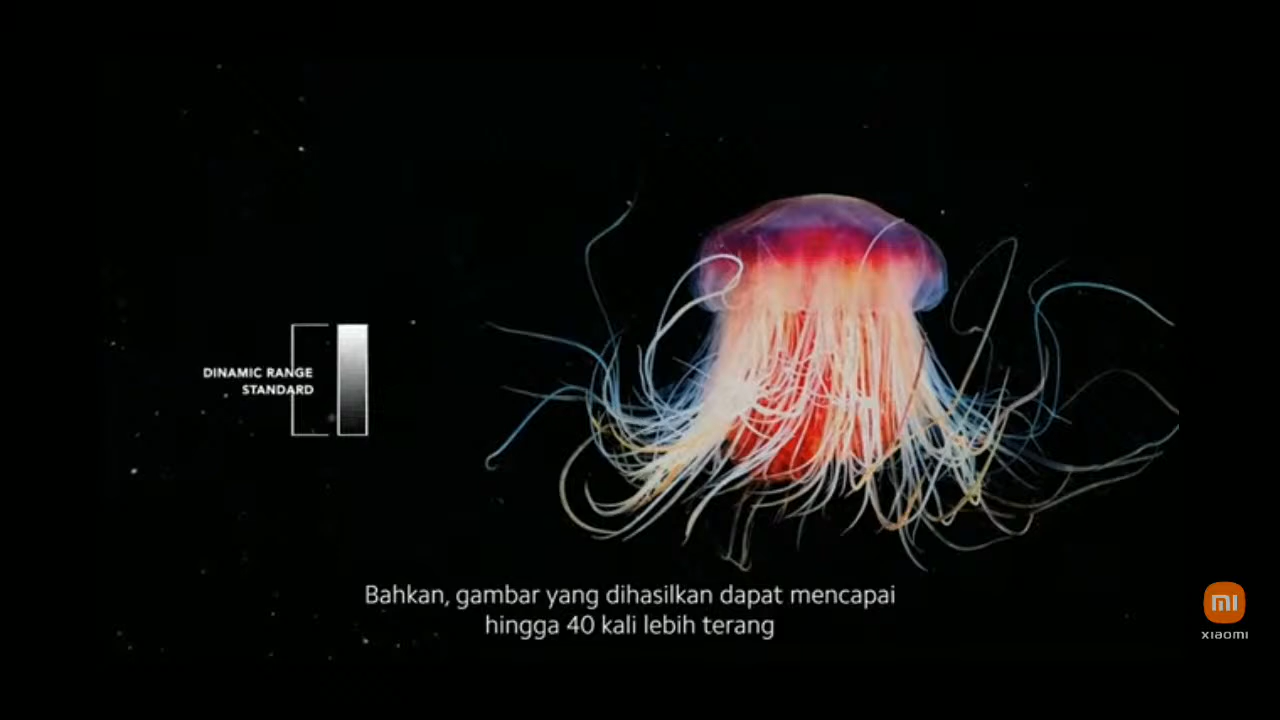 DINAMIC RANGE
STANDARD
Bahkan, gambar yang dihasilkan dapat mencapai
hingga 40 kali lebih terang
mi
xiaomi